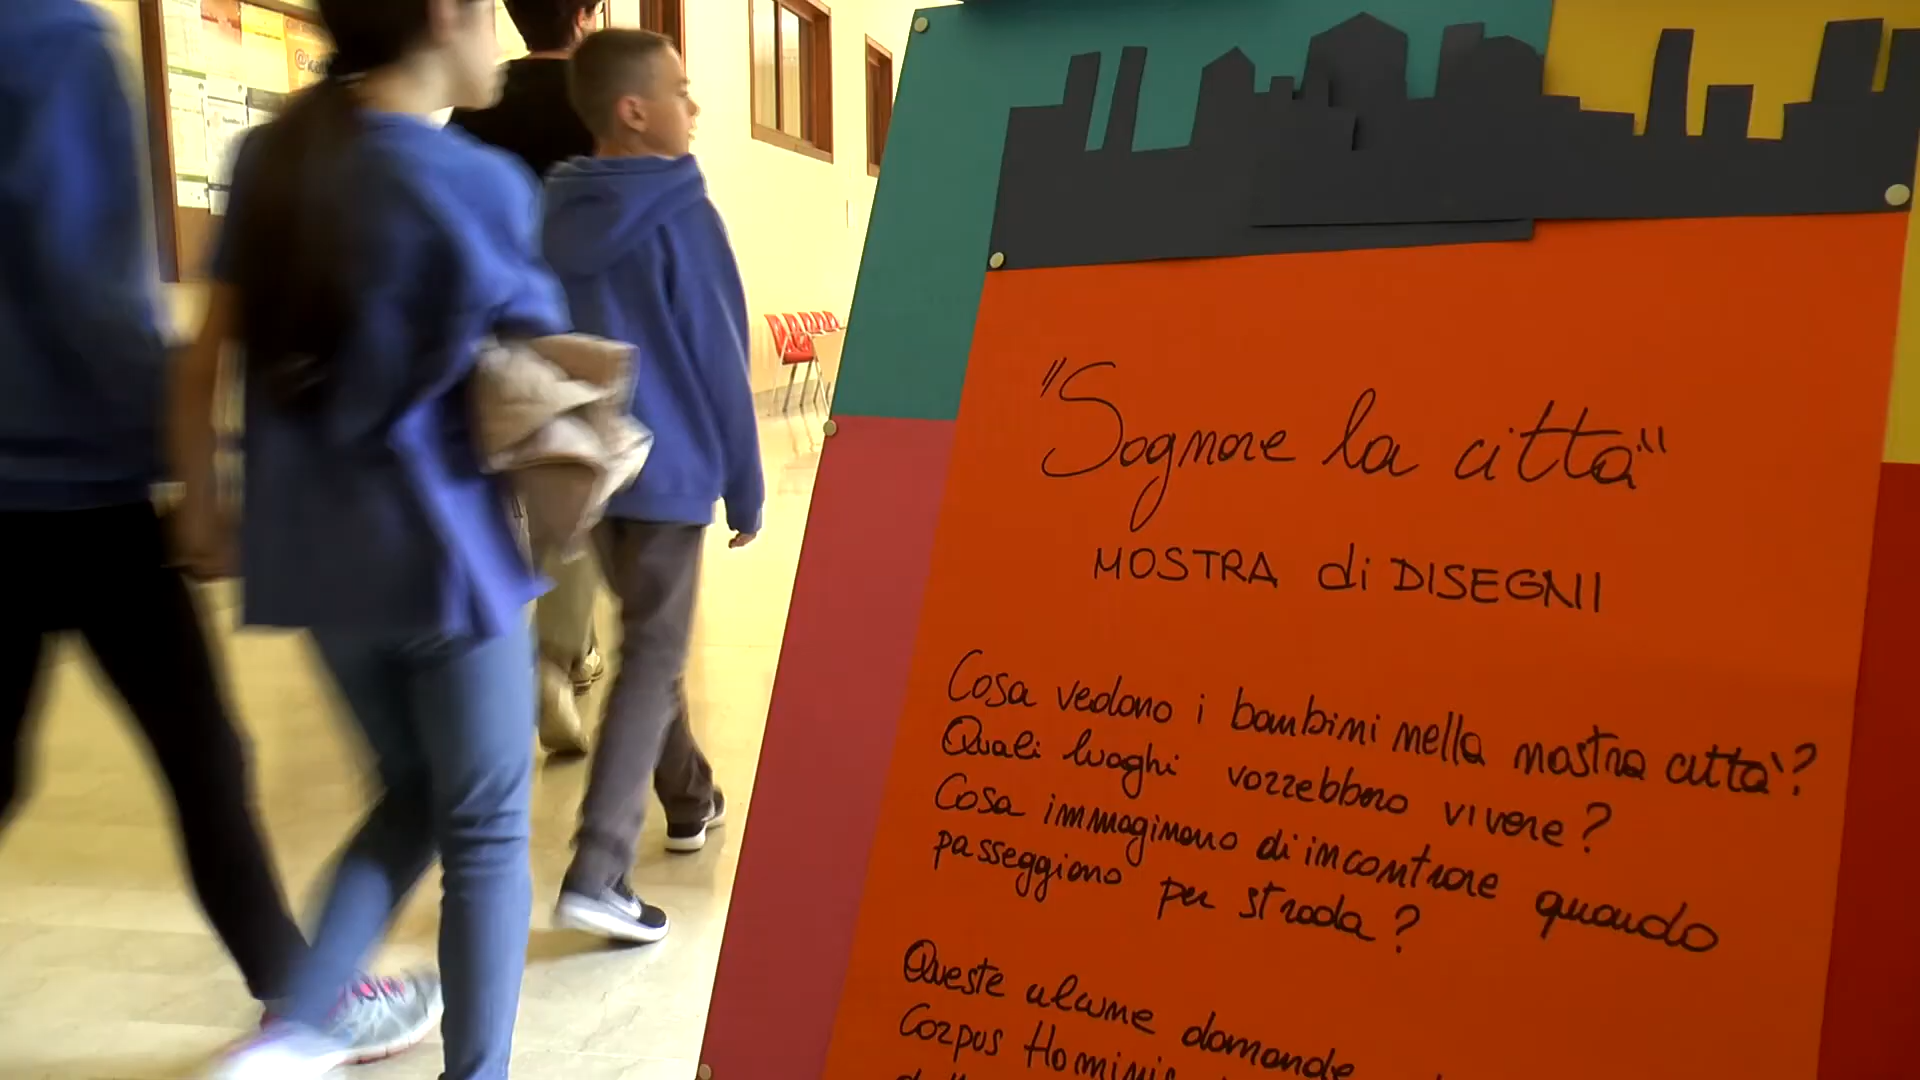 "Sognare la città"
MOSTRA di DISEGNI
Cosa vedono i bambini nella nostra città?
Quali luoghi vorrebbero vivere?
Cosa immaginano di incontrare quando
passeggiano per strada?
Queste alcune domande
Corpus Hominis